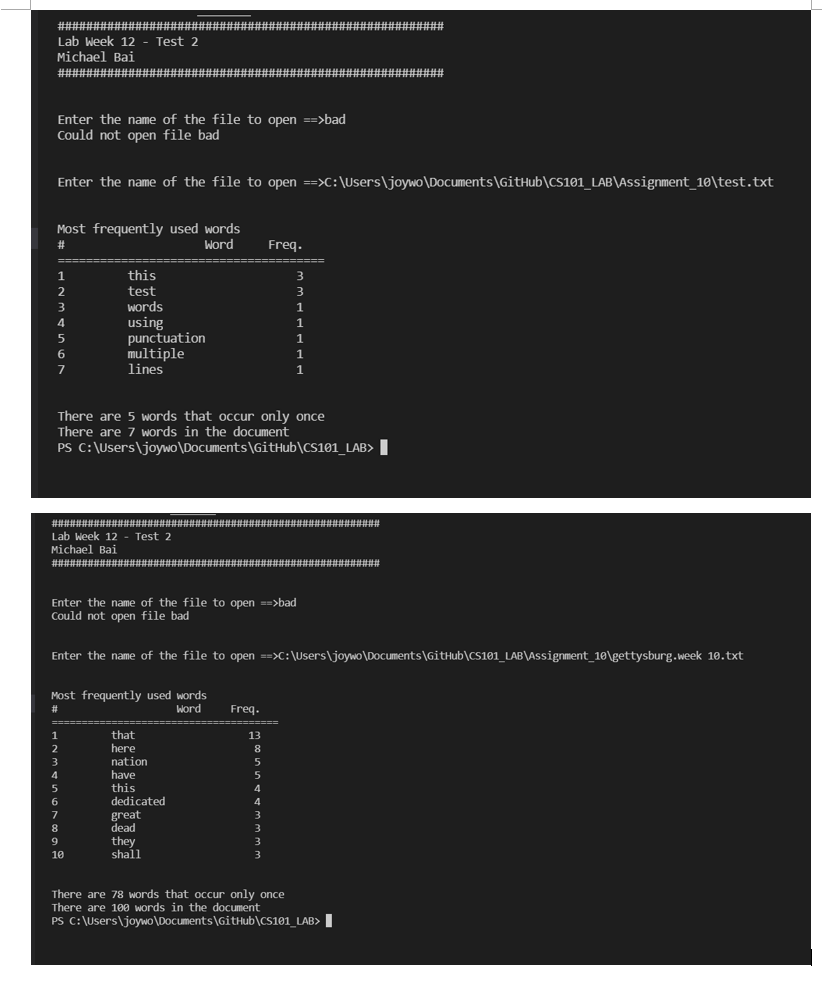 #######################################################
Lab Week 12 - Test 2
Michael Bai
#######################################################
Enter the name of the file to open ==>bad
Could not open file bad
Enter the name of the file to open ==>C:\Users\joywo\Documents\GitHub\CS101_LAB\Assignment_10\test.txt
Most frequently used words
# Word Freq.
======================================
1 this 3
2 test 3
3 words 1
4 using 1
5 punctuation 1
6 multiple 1
7 lines 1
There are 5 words that occur only once
There are 7 words in the document
PS C:\Users\joywo\Documents\GitHub\CS101_LAB>
#######################################################
Lab Week 12 - Test 2
Michael Bai
#######################################################
Enter the name of the file to open ==>bad
Could not open file bad
Enter the name of the file to open ==>C:\Users\joywo\Documents\GitHub\CS101_LAB\Assignment_10\gettysburg.week 10.txt
Most frequently used words
# Word Freq.
======================================
1 that 13
2 here 8
3 nation 5
4 have 5
5 this 4
6 dedicated 4
7 great 3
8 dead 3
9 they 3
10 shall 3
There are 78 words that occur only once
There are 100 words in the document
PS C:\Users\joywo\Documents\GitHub\CS101_LAB>